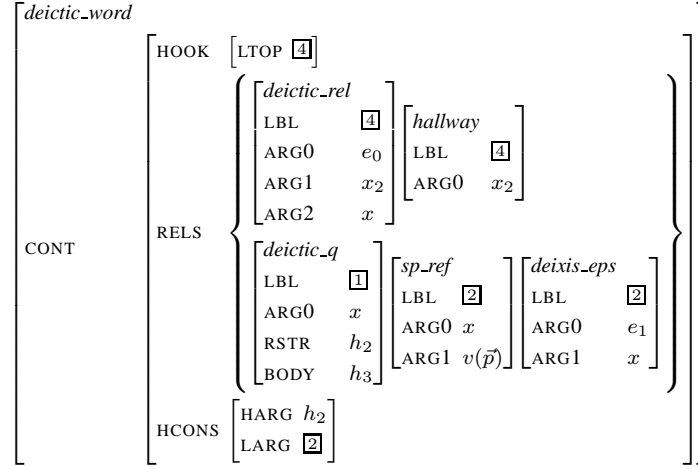 deictic_word
HOOK [LTOP 4]
deictic_rel
LBL 4
ARG0 e₀
ARG1 x₂
ARG2 x
hallway
LBL 4
ARG0 x₂
CONT
RELS
deictic_q
LBL 1
ARG0 x
RSTR h₂
BODY h₃
sp_ref
LBL 2
ARG0 x
ARG1 v(p⃗)
deixis_eps
LBL 2
ARG0 e₁
ARG1 x
HCONS
HARG h₂
LARG 2